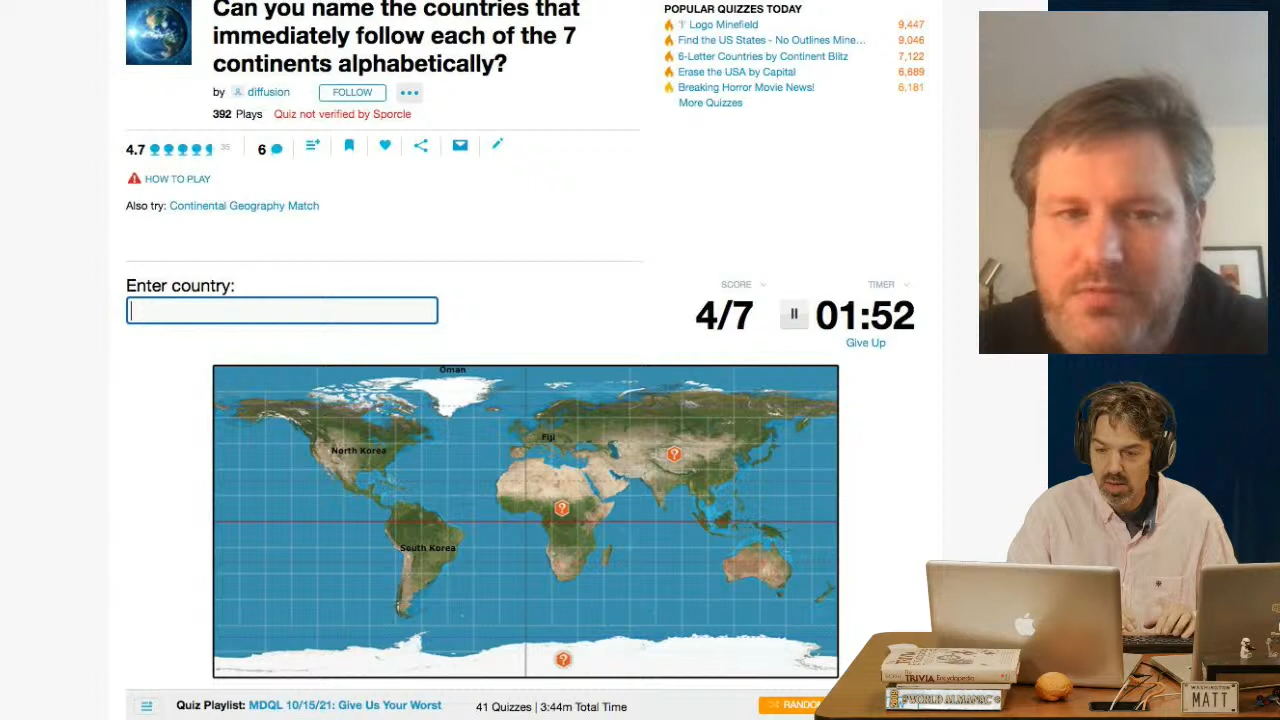 Can you name the countries that
immediately follow each of the 7
continents alphabetically?
by diffusion FOLLOW
392 Plays Quiz not verified by Sporcle
4.7 35 6
HOW TO PLAY
Also try: Continental Geography Match
POPULAR QUIZZES TODAY
Logo Minefield 9,447
Find the US States - No Outlines Mine... 9,046
6-Letter Countries by Continent Blitz 7,122
Erase the USA by Capital 6,689
Breaking Horror Movie News! 6,181
More Quizzes
Enter country:
SCORE TIMER
4/7 01:52
Give Up
Oman
Fiji
North Korea
?
?
South Korea
?
Quiz Playlist: MDQL 10/15/21: Give Us Your Worst 41 Quizzes | 3:44m Total Time
TRIVIA Encyclopedia
WORLD ALMANAC
WASHINGTON
MATT